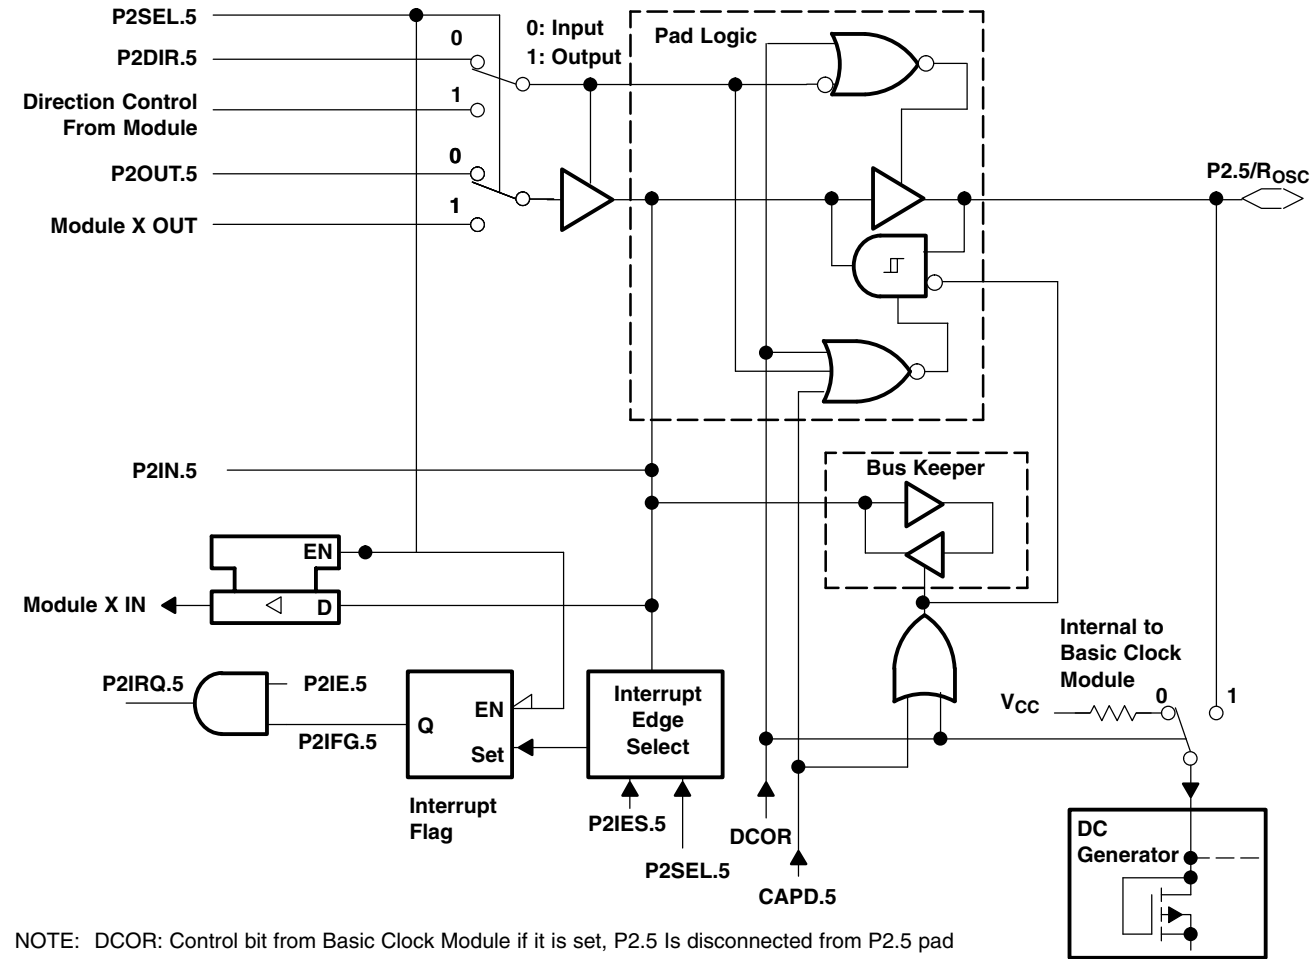 P2SEL.5
P2DIR.5
0
0: Input
1: Output
Pad Logic
Direction Control
From Module
1
P2OUT.5
0
Module X OUT
1
P2.5/ROSC
P2IN.5
Bus Keeper
EN
D
Module X IN
Internal to
Basic Clock
Module
VCC
0
1
P2IRQ.5
P2IE.5
P2IFG.5
EN
Q
Set
Interrupt
Edge
Select
Interrupt
Flag
P2IES.5
P2SEL.5
DCOR
CAPD.5
DC
Generator
NOTE: DCOR: Control bit from Basic Clock Module if it is set, P2.5 Is disconnected from P2.5 pad